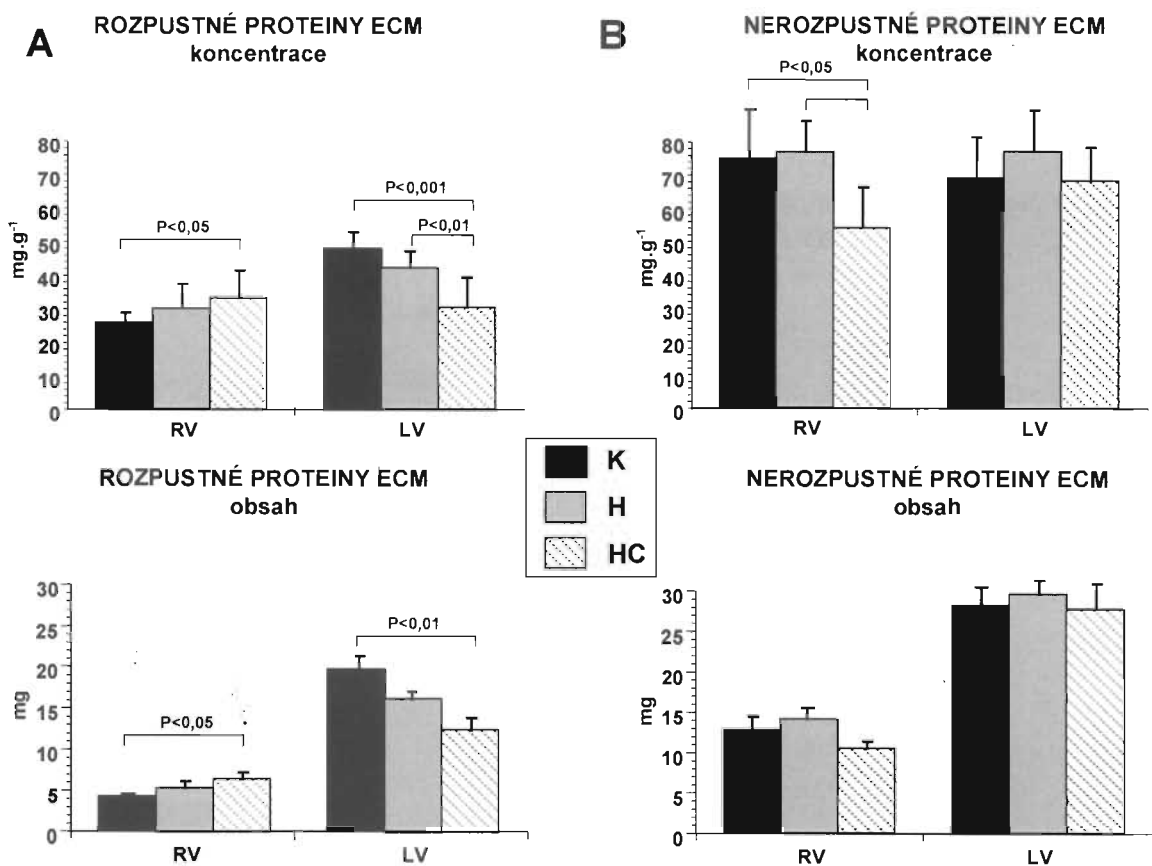 A
ROZPUSTNÉ PROTEINY ECM
koncentrace
mg.g⁻¹
80
70
60
50
40
30
20
10
0
P<0,05
P<0,001
P<0,01
RV
LV
B
NEROZPUSTNÉ PROTEINY ECM
koncentrace
mg.g⁻¹
80
70
60
50
40
30
20
10
0
P<0,05
RV
LV
K
H
HC
ROZPUSTNÉ PROTEINY ECM
obsah
mg
30
25
20
15
10
5
0
P<0,05
P<0,01
RV
LV
NEROZPUSTNÉ PROTEINY ECM
obsah
mg
30
25
20
15
10
5
0
RV
LV